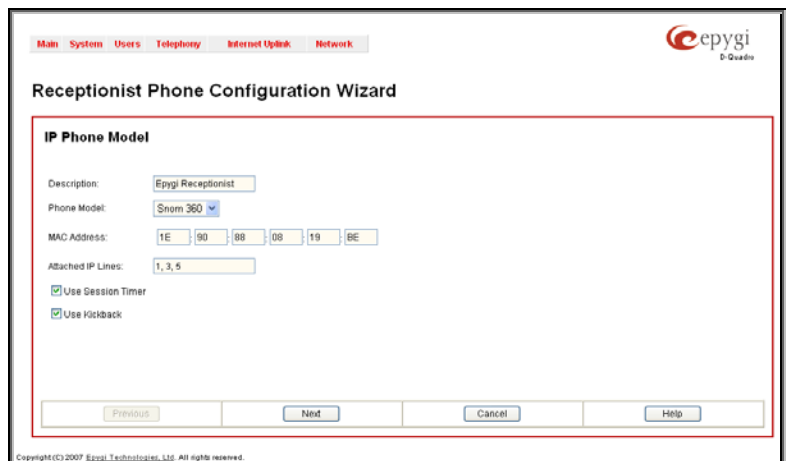 Main System Users Telephony Internet Uplink Network
epygi
D-Quadro
Receptionist Phone Configuration Wizard
IP Phone Model
Description: Epygi Receptionist
Phone Model: Snom 360
MAC Address: 1E : 90 : 88 : 08 : 19 : BE
Attached IP Lines: 1, 3, 5
Use Session Timer
Use Kickback
Previous Next Cancel Help
Copyright (C) 2007 Epygi Technologies, Ltd. All rights reserved.